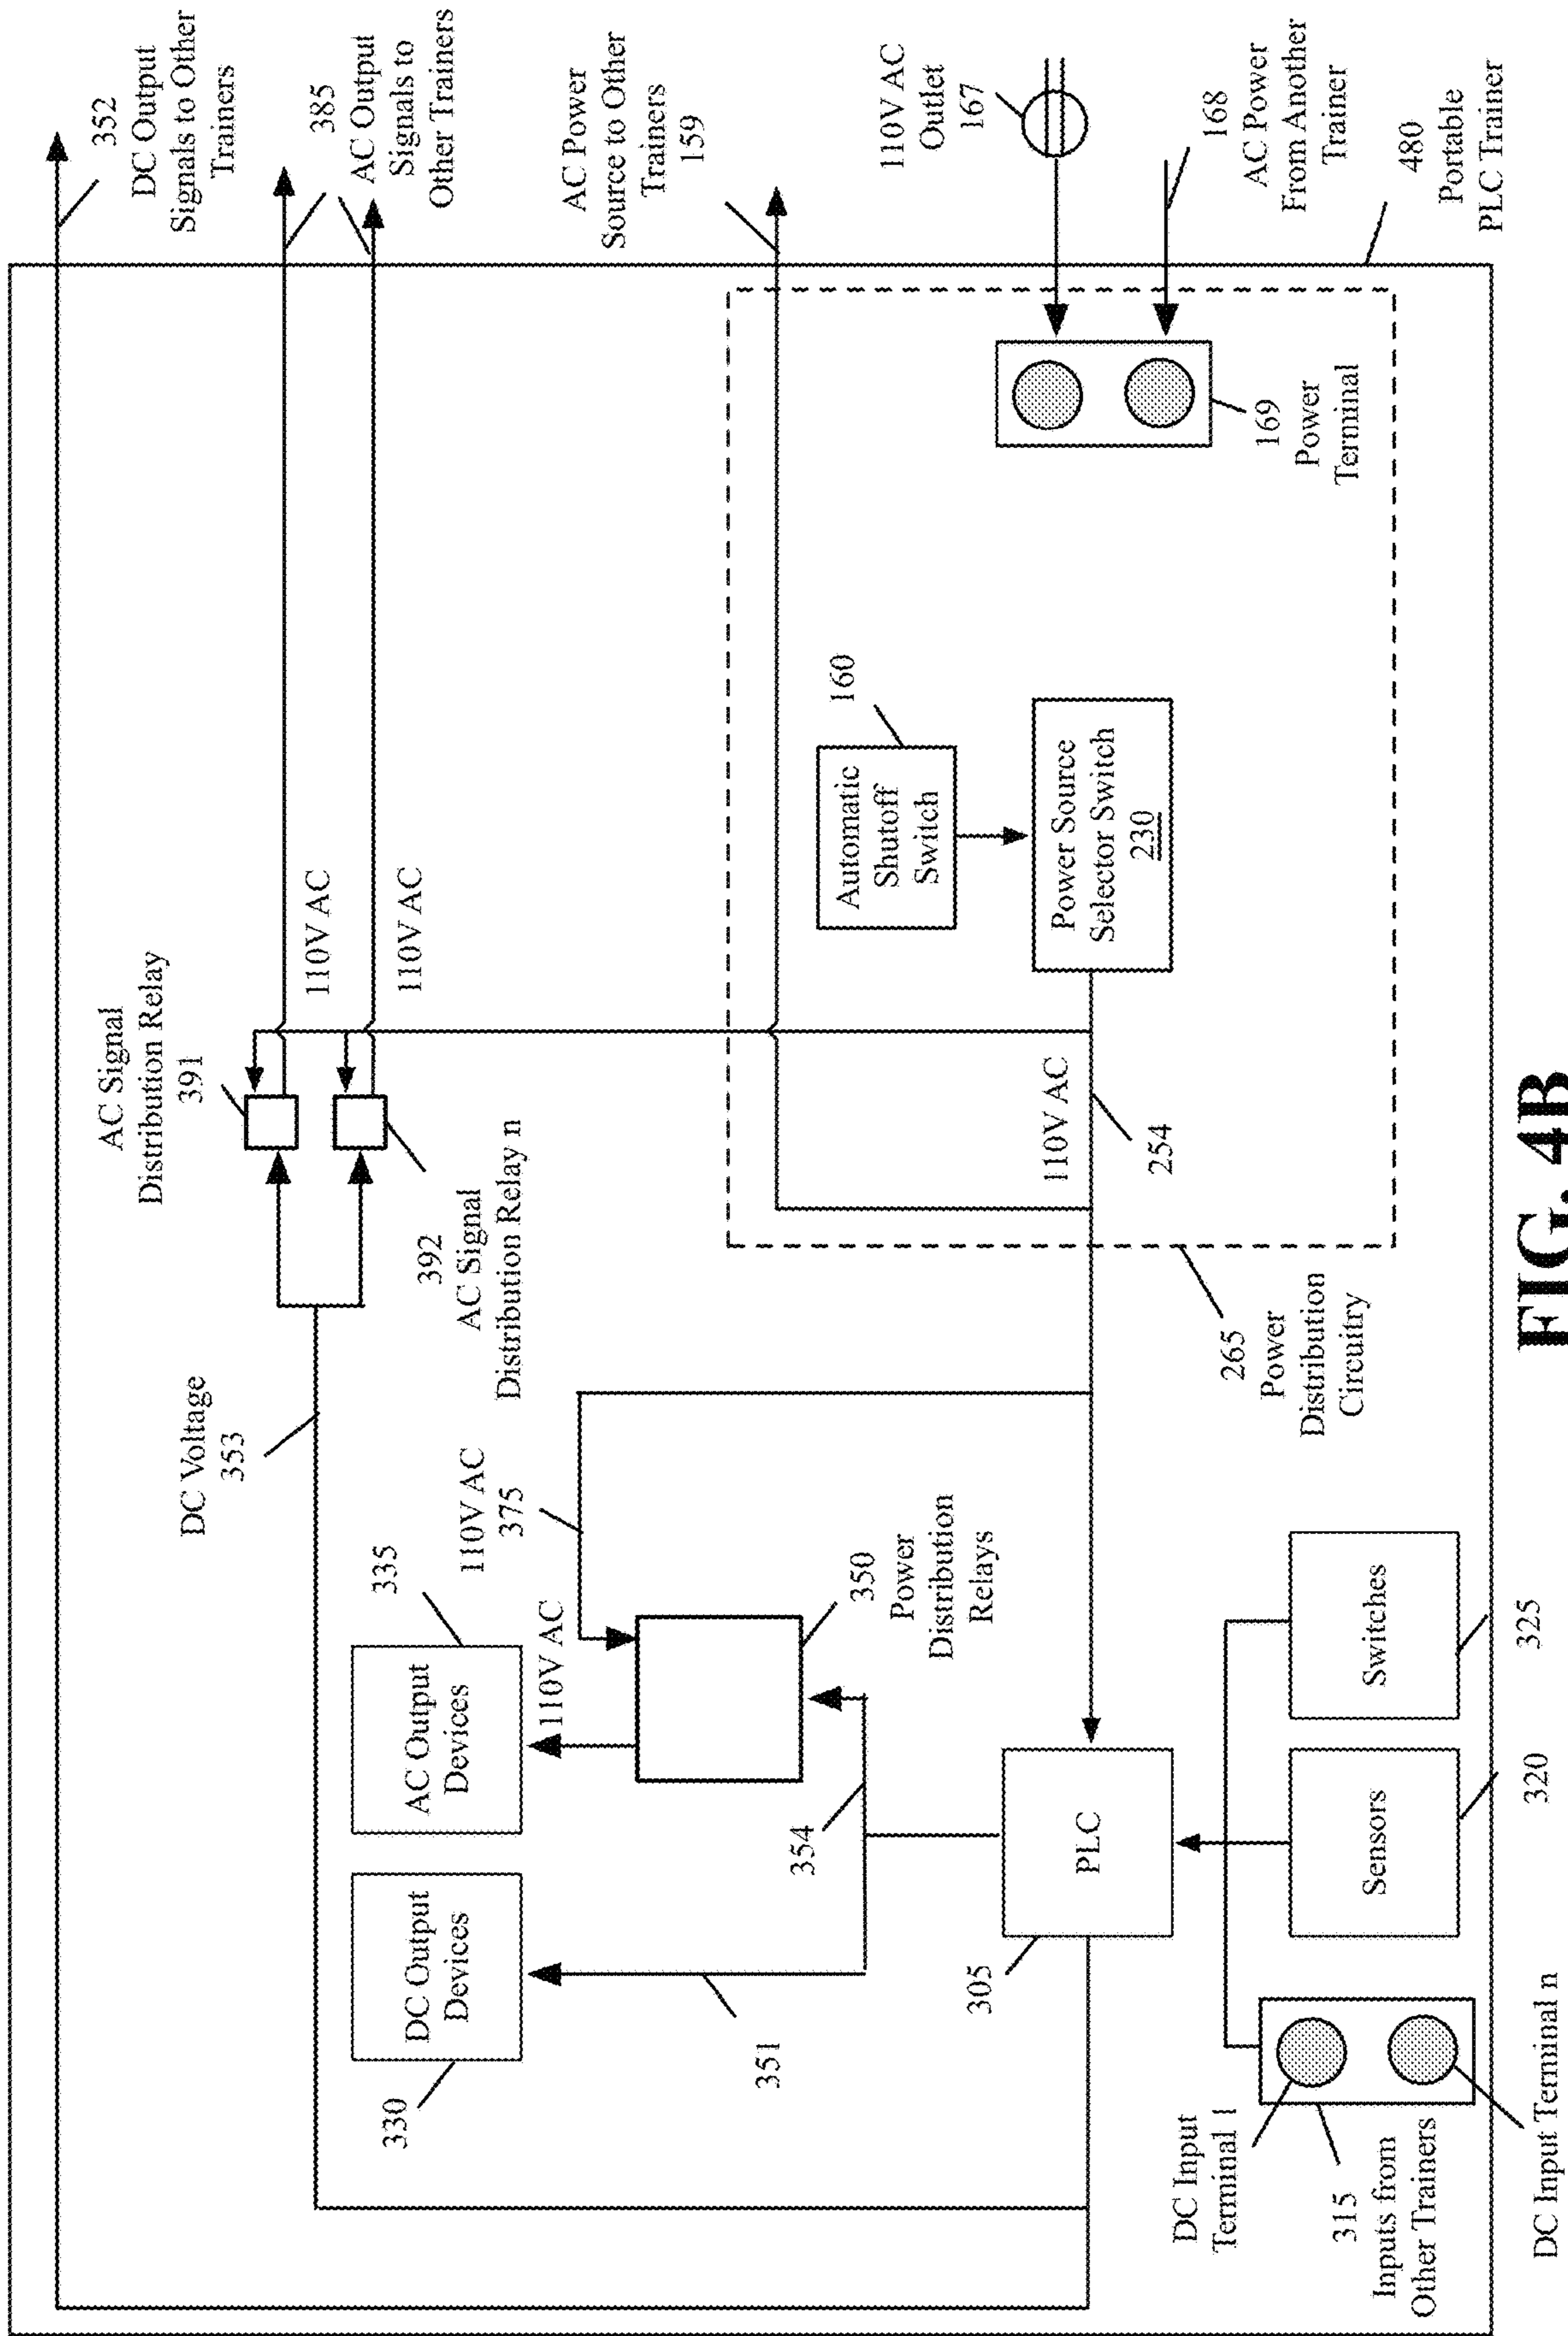 352
DC Output
Signals to Other
Trainers
385
AC Output
Signals to
Other Trainers
AC Power
Source to Other
Trainers
159
110V AC
Outlet
167
168
AC Power
From Another
Trainer
480
Portable
PLC Trainer
AC Signal
Distribution Relay
391
110V AC
110V AC
392
AC Signal
Distribution Relay n
DC Voltage
353
160
Automatic
Shutoff
Switch
Power Source
Selector Switch
230
169
Power
Terminal
110V AC
254
265
Power
Distribution
Circuitry
110V AC
375
335
AC Output
Devices
110V AC
350
Power
Distribution
Relays
330
DC Output
Devices
351
354
305
PLC
Switches
325
Sensors
320
DC Input
Terminal 1
315
Inputs from
Other Trainers
DC Input Terminal n
FIG. 4B